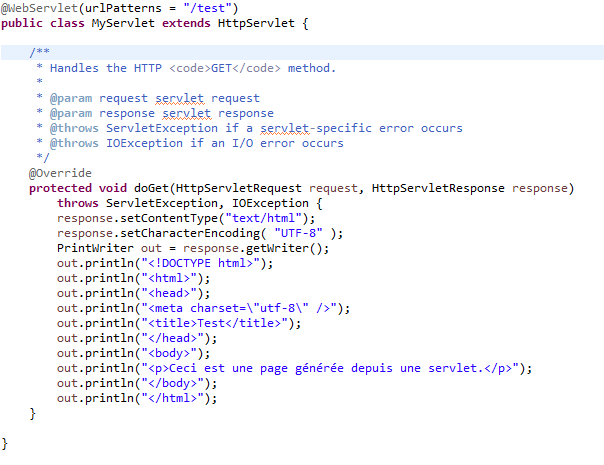 @WebServlet(urlPatterns = "/test")
public class MyServlet extends HttpServlet {
/**
* Handles the HTTP <code>GET</code> method.
*
* @param request servlet request
* @param response servlet response
* @throws ServletException if a servlet-specific error occurs
* @throws IOException if an I/O error occurs
*/
@Override
protected void doGet(HttpServletRequest request, HttpServletResponse response)
throws ServletException, IOException {
response.setContentType("text/html");
response.setCharacterEncoding( "UTF-8" );
PrintWriter out = response.getWriter();
out.println("<!DOCTYPE html>");
out.println("<html>");
out.println("<head>");
out.println("<meta charset=\"utf-8\" />");
out.println("<title>Test</title>");
out.println("</head>");
out.println("<body>");
out.println("<p>Ceci est une page générée depuis une servlet.</p>");
out.println("</body>");
out.println("</html>");
}
}